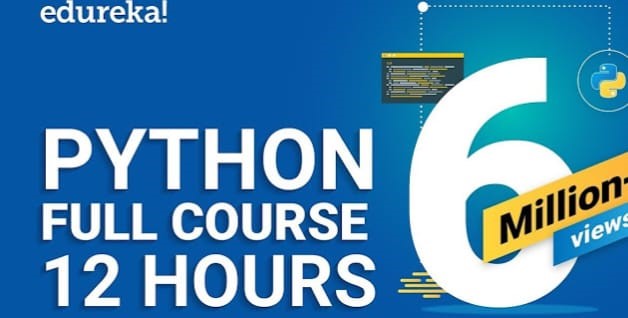 edureka!
PYTHON
FULL COURSE
12 HOURS
6
Million+
views